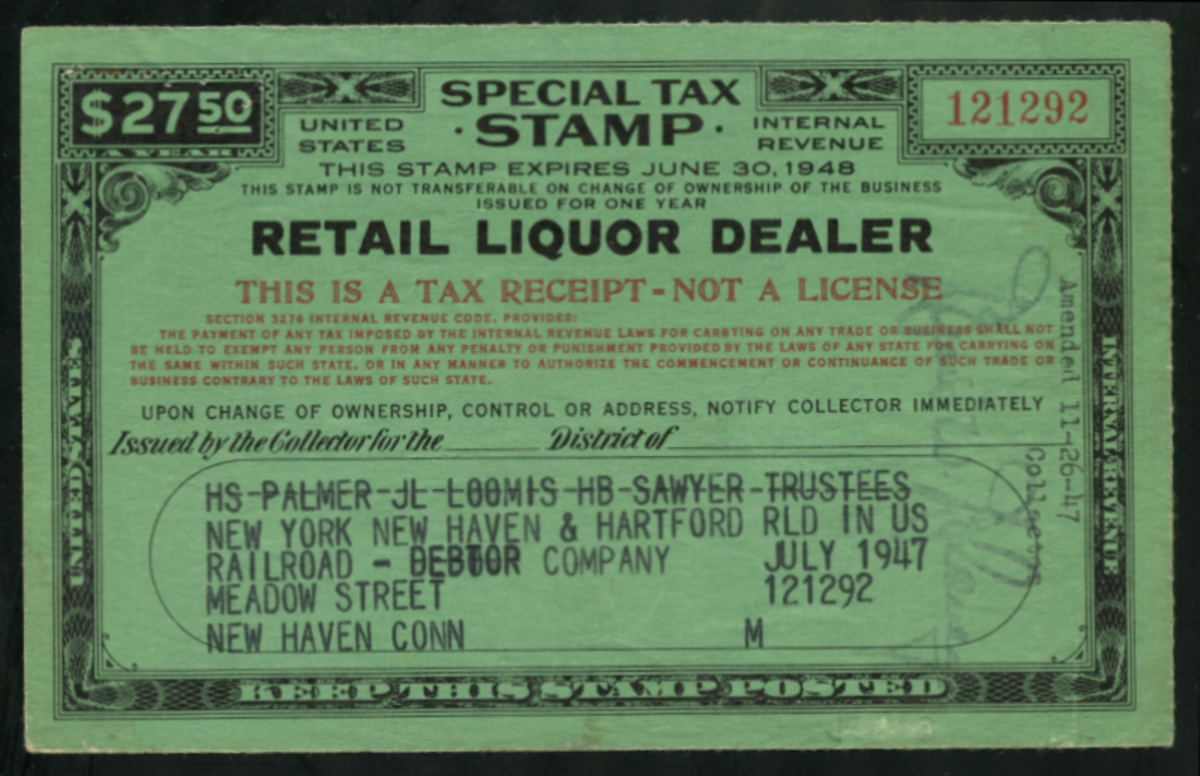 $27 50
A YEAR
UNITED STATES
SPECIAL TAX
· STAMP ·
INTERNAL REVENUE
121292
THIS STAMP EXPIRES JUNE 30, 1948
THIS STAMP IS NOT TRANSFERABLE ON CHANGE OF OWNERSHIP OF THE BUSINESS
ISSUED FOR ONE YEAR
RETAIL LIQUOR DEALER
THIS IS A TAX RECEIPT - NOT A LICENSE
SECTION 3276 INTERNAL REVENUE CODE, PROVIDES:
THE PAYMENT OF ANY TAX IMPOSED BY THE INTERNAL REVENUE LAWS FOR CARRYING ON ANY TRADE OR BUSINESS SHALL NOT
BE HELD TO EXEMPT ANY PERSON FROM ANY PENALTY OR PUNISHMENT PROVIDED BY THE LAWS OF ANY STATE FOR CARRYING ON
THE SAME WITHIN SUCH STATE, OR IN ANY MANNER TO AUTHORIZE THE COMMENCEMENT OR CONTINUANCE OF SUCH TRADE OR
BUSINESS CONTRARY TO THE LAWS OF SUCH STATE.
UPON CHANGE OF OWNERSHIP, CONTROL OR ADDRESS, NOTIFY COLLECTOR IMMEDIATELY
Issued by the Collector for the District of
HS-PALMER-JL-LOOMIS-HB-SAWYER-TRUSTEES
NEW YORK NEW HAVEN & HARTFORD RLD IN US
RAILROAD - DEBTOR COMPANY JULY 1947
MEADOW STREET 121292
NEW HAVEN CONN M
KEEP THIS STAMP POSTED
UNITED STATES
INTERNAL REVENUE
Amended 11-26-47
Collector